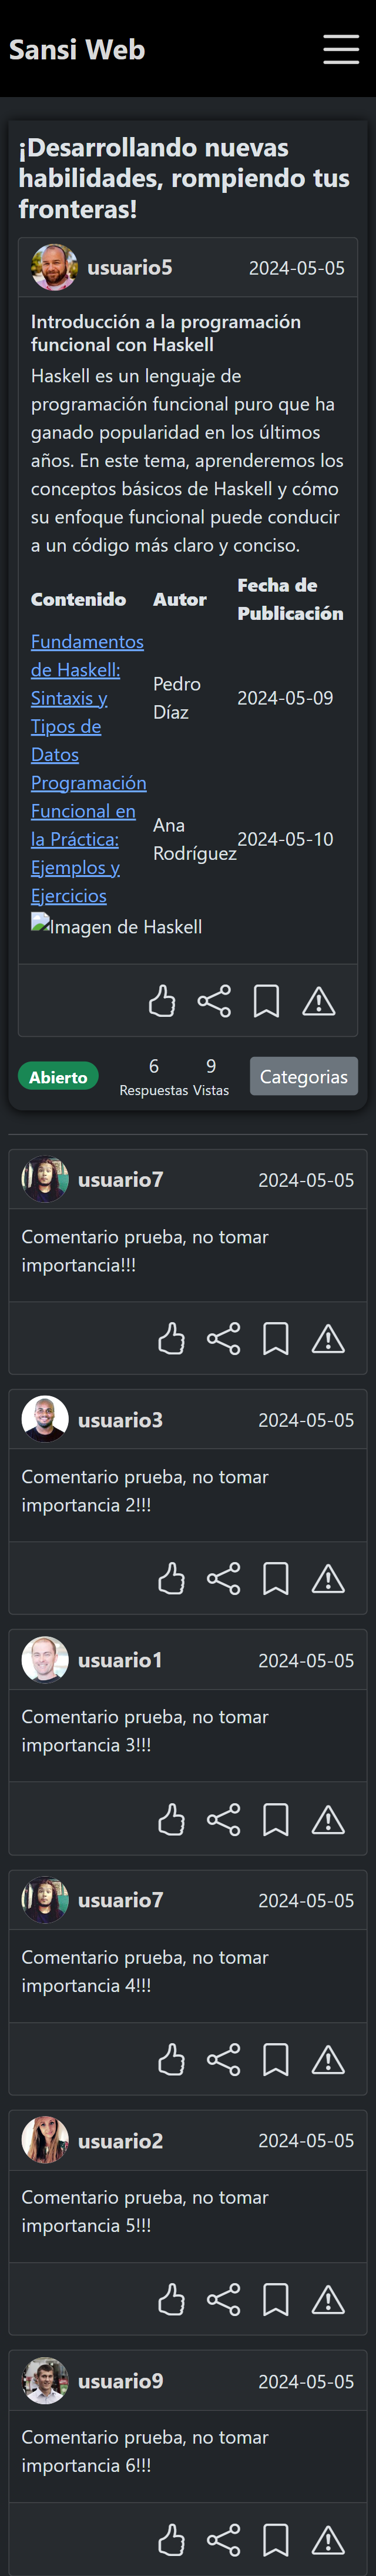 Sansi Web
¡Desarrollando nuevas
habilidades, rompiendo tus
fronteras!
usuario5 2024-05-05
Introducción a la programación
funcional con Haskell
Haskell es un lenguaje de
programación funcional puro que ha
ganado popularidad en los últimos
años. En este tema, aprenderemos los
conceptos básicos de Haskell y cómo
su enfoque funcional puede conducir
a un código más claro y conciso.
Contenido Autor Fecha de
Publicación
Fundamentos
de Haskell:
Sintaxis y
Tipos de
Datos
Pedro
Díaz
2024-05-09
Programación
Funcional en
la Práctica:
Ejemplos y
Ejercicios
Ana
Rodríguez
2024-05-10
Imagen de Haskell
Abierto
6
Respuestas
9
Vistas
Categorias
usuario7 2024-05-05
Comentario prueba, no tomar
importancia!!!
usuario3 2024-05-05
Comentario prueba, no tomar
importancia 2!!!
usuario1 2024-05-05
Comentario prueba, no tomar
importancia 3!!!
usuario7 2024-05-05
Comentario prueba, no tomar
importancia 4!!!
usuario2 2024-05-05
Comentario prueba, no tomar
importancia 5!!!
usuario9 2024-05-05
Comentario prueba, no tomar
importancia 6!!!